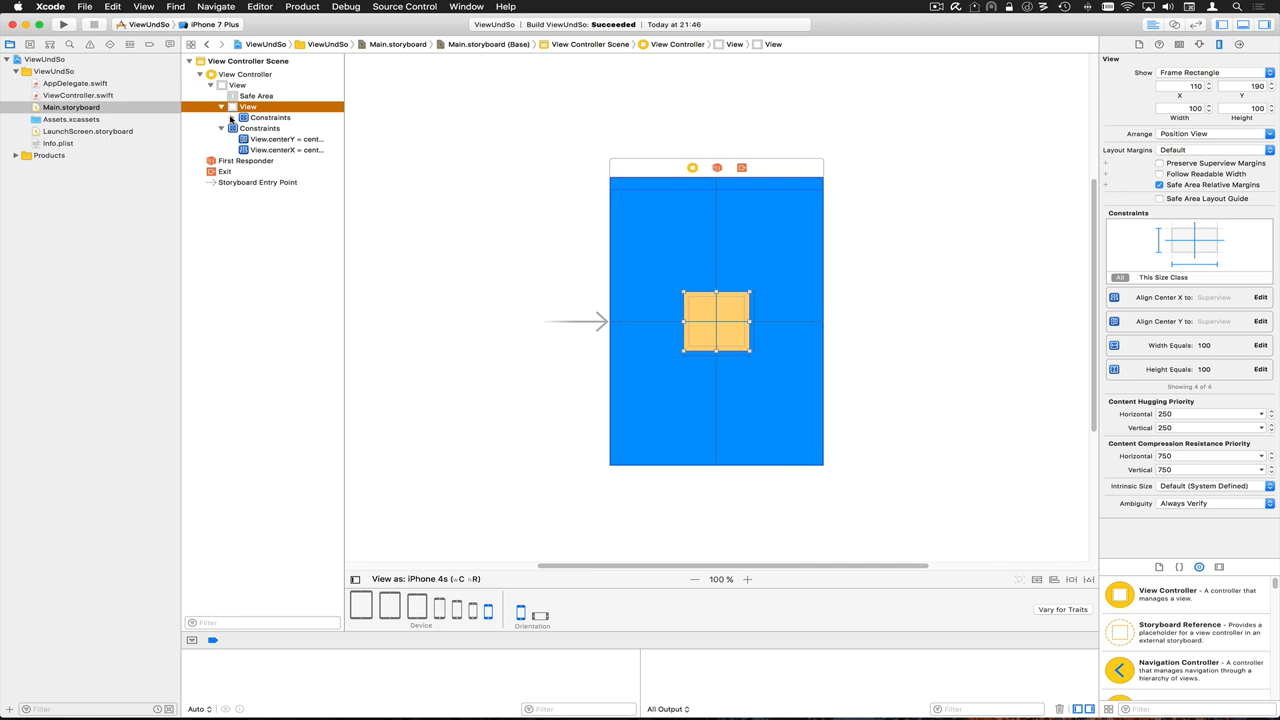 Xcode File Edit View Find Navigate Editor Product Debug Source Control Window Help
ViewUndSo iPhone 7 Plus
ViewUndSo Build ViewUndSo: Succeeded Today at 21:46
ViewUndSo ViewUndSo Main.storyboard Main.storyboard (Base) View Controller Scene View Controller View View
ViewUndSo
ViewUndSo
AppDelegate.swift
ViewController.swift
Main.storyboard
Assets.xcassets
LaunchScreen.storyboard
Info.plist
Products
Filter
View Controller Scene
View Controller
View
Safe Area
View
Constraints
Constraints
View.centerY = cent...
View.centerX = cent...
First Responder
Exit
Storyboard Entry Point
Filter
View as: iPhone 4s (wC hR)
100 %
Device
Orientation
Vary for Traits
Auto
Filter
All Output
Filter
View
Show Frame Rectangle
110 190
X Y
100 100
Width Height
Arrange Position View
Layout Margins Default
Preserve Superview Margins
Follow Readable Width
Safe Area Relative Margins
Safe Area Layout Guide
Constraints
All This Size Class
Align Center X to: Superview Edit
Align Center Y to: Superview Edit
Width Equals: 100 Edit
Height Equals: 100 Edit
Showing 4 of 4
Content Hugging Priority
Horizontal 250
Vertical 250
Content Compression Resistance Priority
Horizontal 750
Vertical 750
Intrinsic Size Default (System Defined)
Ambiguity Always Verify
View Controller - A controller that manages a view.
Storyboard Reference - Provides a placeholder for a view controller in an external storyboard.
Navigation Controller - A controller that manages navigation through a hierarchy of views.
Filter